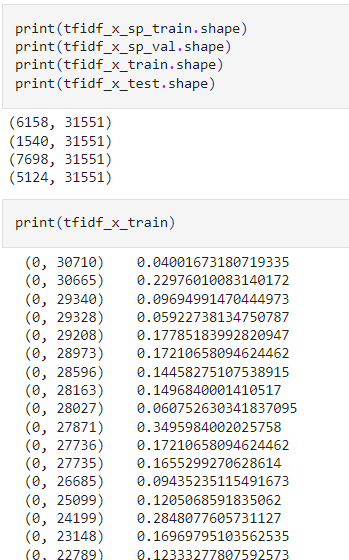 print(tfidf_x_sp_train.shape)
print(tfidf_x_sp_val.shape)
print(tfidf_x_train.shape)
print(tfidf_x_test.shape)
(6158, 31551)
(1540, 31551)
(7698, 31551)
(5124, 31551)
print(tfidf_x_train)
(0, 30710) 0.04001673180719335
(0, 30665) 0.22976010083140172
(0, 29340) 0.09694991470444973
(0, 29328) 0.05922738134750787
(0, 29208) 0.17785183992820947
(0, 28973) 0.17210658094624462
(0, 28596) 0.14458275107538915
(0, 28163) 0.1496840001410517
(0, 28027) 0.060752630341837095
(0, 27871) 0.3495984002025758
(0, 27736) 0.17210658094624462
(0, 27735) 0.1655299270628614
(0, 26685) 0.09435235115491673
(0, 25099) 0.1205068591835062
(0, 24199) 0.2848077605731127
(0, 23148) 0.16969795103562535
(0, 22789) 0.12333277807592573